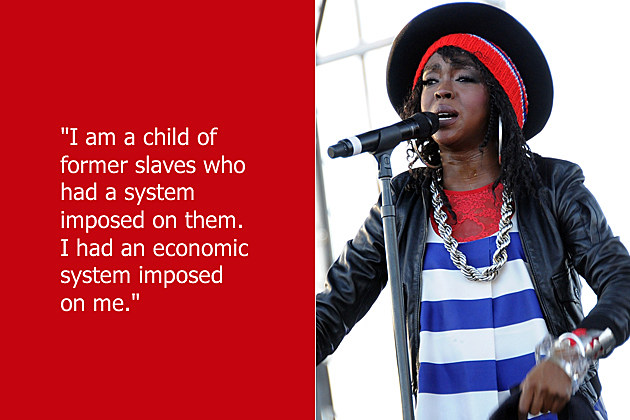 "I am a child of
former slaves who
had a system
imposed on them.
I had an economic
system imposed
on me."